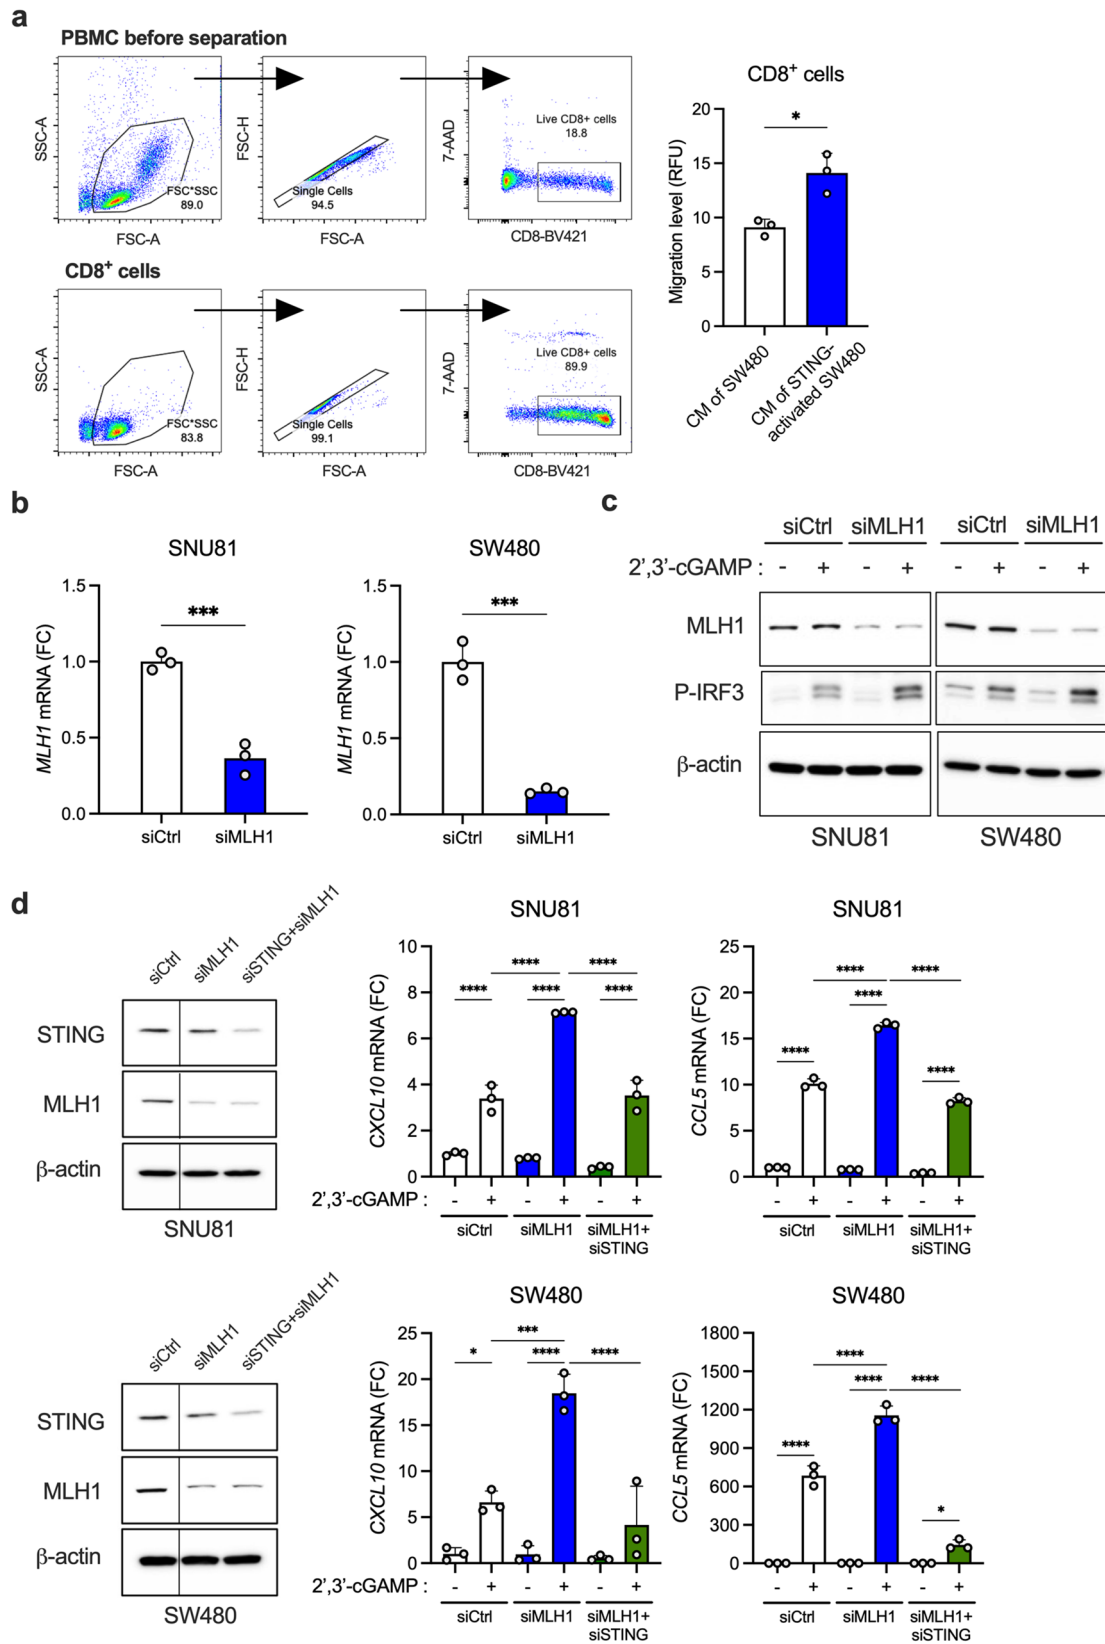 a
PBMC before separation
SSC-A
FSC*SSC
89.0
FSC-A
FSC-H
Single Cells
94.5
FSC-A
7-AAD
Live CD8+ cells
18.8
CD8-BV421
CD8+ cells
SSC-A
FSC*SSC
83.8
FSC-A
FSC-H
Single Cells
99.1
FSC-A
7-AAD
Live CD8+ cells
89.9
CD8-BV421
CD8+ cells
*
Migration level (RFU)
20
15
10
5
0
CM of SW480
CM of STING-
activated SW480
b
SNU81
***
MLH1 mRNA (FC)
1.5
1.0
0.5
0.0
siCtrl siMLH1
SW480
***
MLH1 mRNA (FC)
1.5
1.0
0.5
0.0
siCtrl siMLH1
c
siCtrl siMLH1 siCtrl siMLH1
2',3'-cGAMP : - + - + - + - +
MLH1
P-IRF3
β-actin
SNU81 SW480
d
siCtrl
siMLH1
siSTING+siMLH1
STING
MLH1
β-actin
SNU81
SNU81
CXCL10 mRNA (FC)
10
8
6
4
2
0
**** ****
**** **** ****
2',3'-cGAMP : - + - + - +
siCtrl siMLH1 siMLH1+
siSTING
SNU81
CCL5 mRNA (FC)
25
20
15
10
5
0
**** ****
****
**** ****
- + - + - +
siCtrl siMLH1 siMLH1+
siSTING
siCtrl
siMLH1
siSTING+siMLH1
STING
MLH1
β-actin
SW480
SW480
CXCL10 mRNA (FC)
25
20
15
10
5
0
***
* **** ****
2',3'-cGAMP : - + - + - +
siCtrl siMLH1 siMLH1+
siSTING
SW480
CCL5 mRNA (FC)
1800
1500
1200
900
600
300
0
****
**** ****
****
*
- + - + - +
siCtrl siMLH1 siMLH1+
siSTING